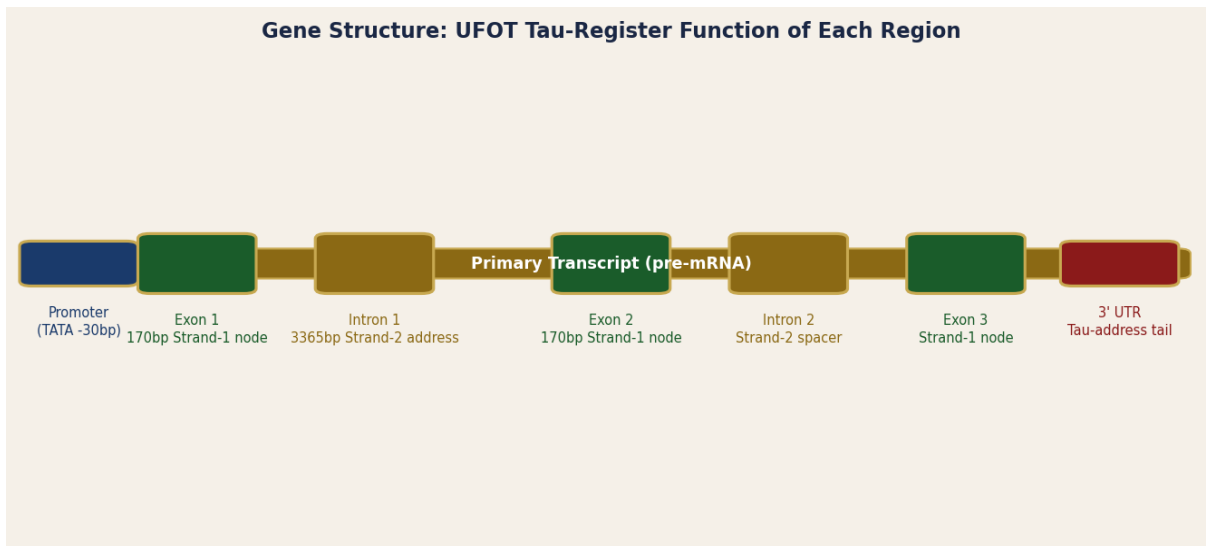 Gene Structure: UFOT Tau-Register Function of Each Region
Primary Transcript (pre-mRNA)
Promoter
(TATA -30bp)
Exon 1
170bp Strand-1 node
Intron 1
3365bp Strand-2 address
Exon 2
170bp Strand-1 node
Intron 2
Strand-2 spacer
Exon 3
Strand-1 node
3' UTR
Tau-address tail